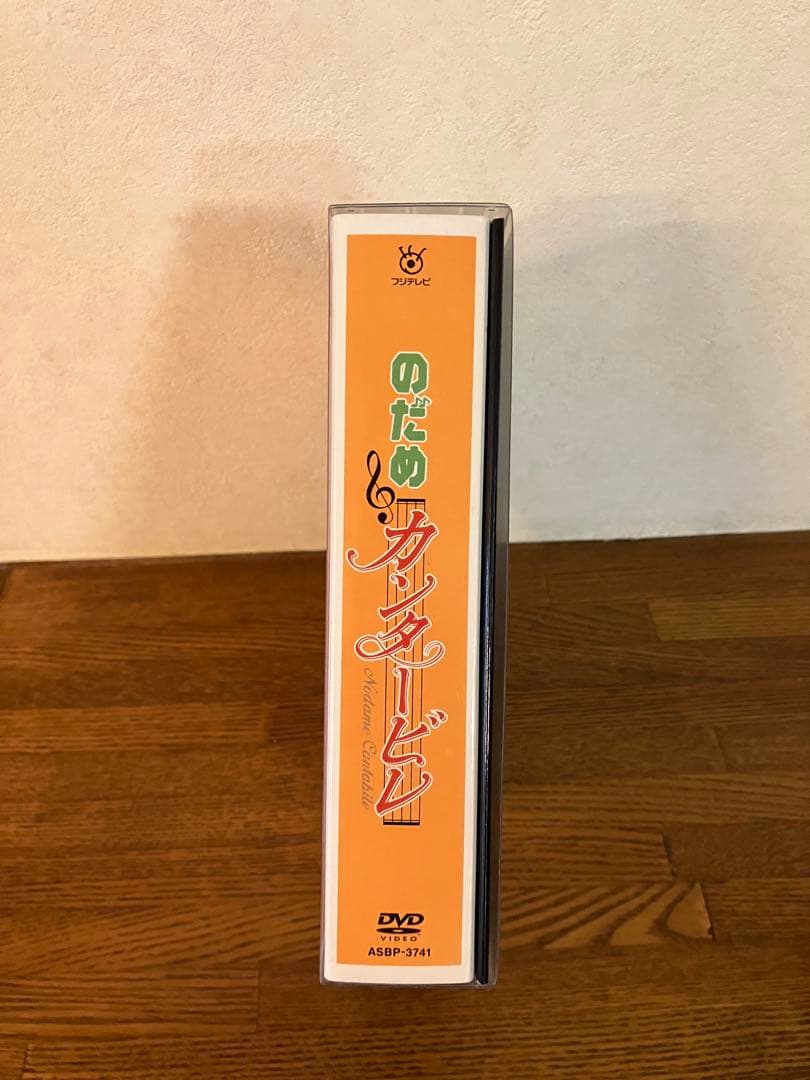 フジテレビ
のだめ
カンタービレ
Nodame Cantabile
DVD
VIDEO
ASBP-3741